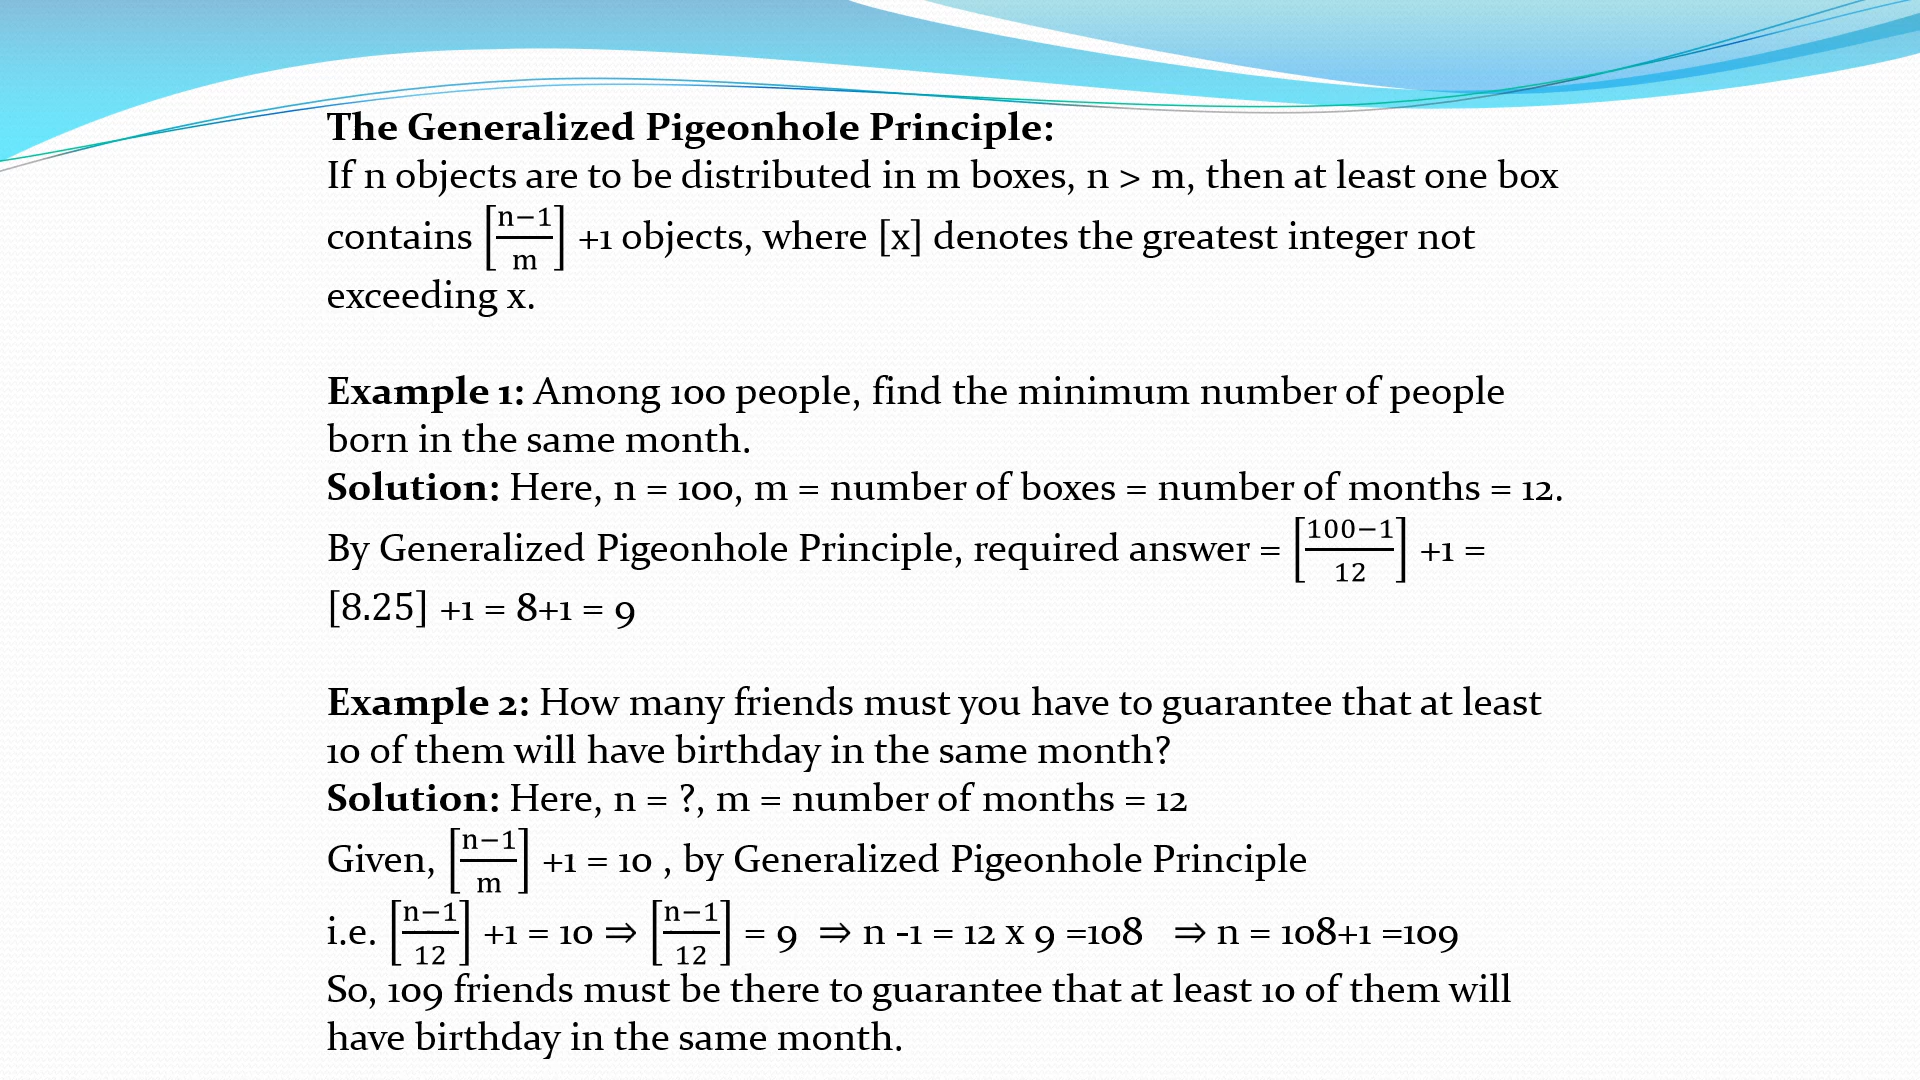 The Generalized Pigeonhole Principle:
If n objects are to be distributed in m boxes, n > m, then at least one box
contains [n−1/m] +1 objects, where [x] denotes the greatest integer not
exceeding x.
Example 1: Among 100 people, find the minimum number of people
born in the same month.
Solution: Here, n = 100, m = number of boxes = number of months = 12.
By Generalized Pigeonhole Principle, required answer = [100−1/12] +1 =
[8.25] +1 = 8+1 = 9
Example 2: How many friends must you have to guarantee that at least
10 of them will have birthday in the same month?
Solution: Here, n = ?, m = number of months = 12
Given, [n−1/m] +1 = 10 , by Generalized Pigeonhole Principle
i.e. [n−1/12] +1 = 10 ⇒ [n−1/12] = 9 ⇒ n -1 = 12 x 9 =108 ⇒ n = 108+1 =109
So, 109 friends must be there to guarantee that at least 10 of them will
have birthday in the same month.